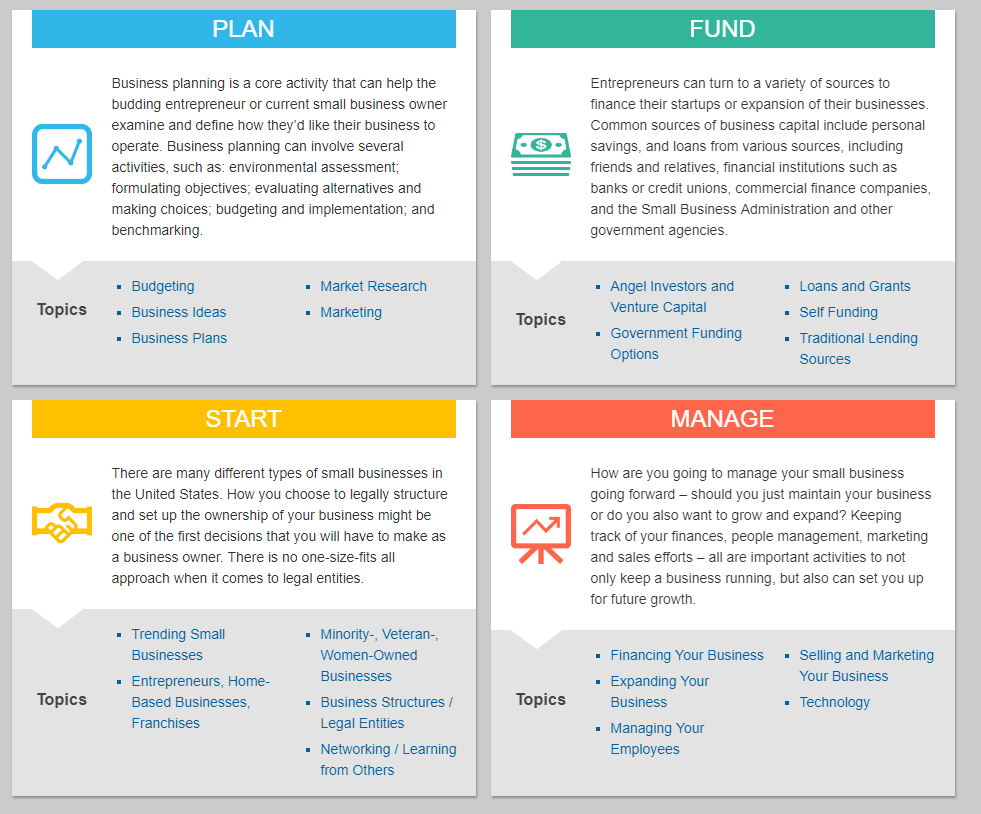 PLAN
Business planning is a core activity that can help the
budding entrepreneur or current small business owner
examine and define how they’d like their business to
operate. Business planning can involve several
activities, such as: environmental assessment;
formulating objectives; evaluating alternatives and
making choices; budgeting and implementation; and
benchmarking.
Topics
Budgeting
Business Ideas
Business Plans
Market Research
Marketing
FUND
Entrepreneurs can turn to a variety of sources to
finance their startups or expansion of their businesses.
Common sources of business capital include personal
savings, and loans from various sources, including
friends and relatives, financial institutions such as
banks or credit unions, commercial finance companies,
and the Small Business Administration and other
government agencies.
Topics
Angel Investors and
Venture Capital
Government Funding
Options
Loans and Grants
Self Funding
Traditional Lending
Sources
START
There are many different types of small businesses in
the United States. How you choose to legally structure
and set up the ownership of your business might be
one of the first decisions that you will have to make as
a business owner. There is no one-size-fits all
approach when it comes to legal entities.
Topics
Trending Small
Businesses
Entrepreneurs, Home-
Based Businesses,
Franchises
Minority-, Veteran-,
Women-Owned
Businesses
Business Structures /
Legal Entities
Networking / Learning
from Others
MANAGE
How are you going to manage your small business
going forward – should you just maintain your business
or do you also want to grow and expand? Keeping
track of your finances, people management, marketing
and sales efforts – all are important activities to not
only keep a business running, but also can set you up
for future growth.
Topics
Financing Your Business
Expanding Your
Business
Managing Your
Employees
Selling and Marketing
Your Business
Technology